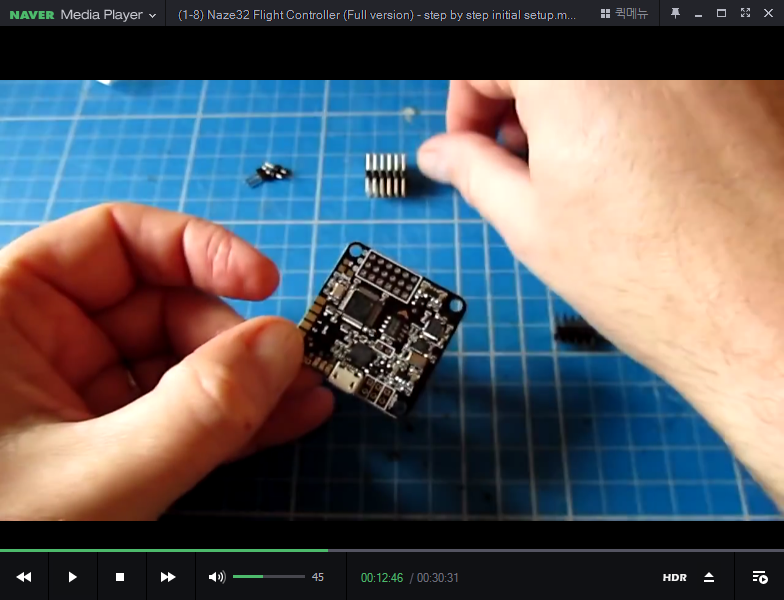 NAVER Media Player (1-8) Naze32 Flight Controller (Full version) - step by step initial setup.m... 퀵메뉴
45 00:12:46 / 00:30:31 HDR